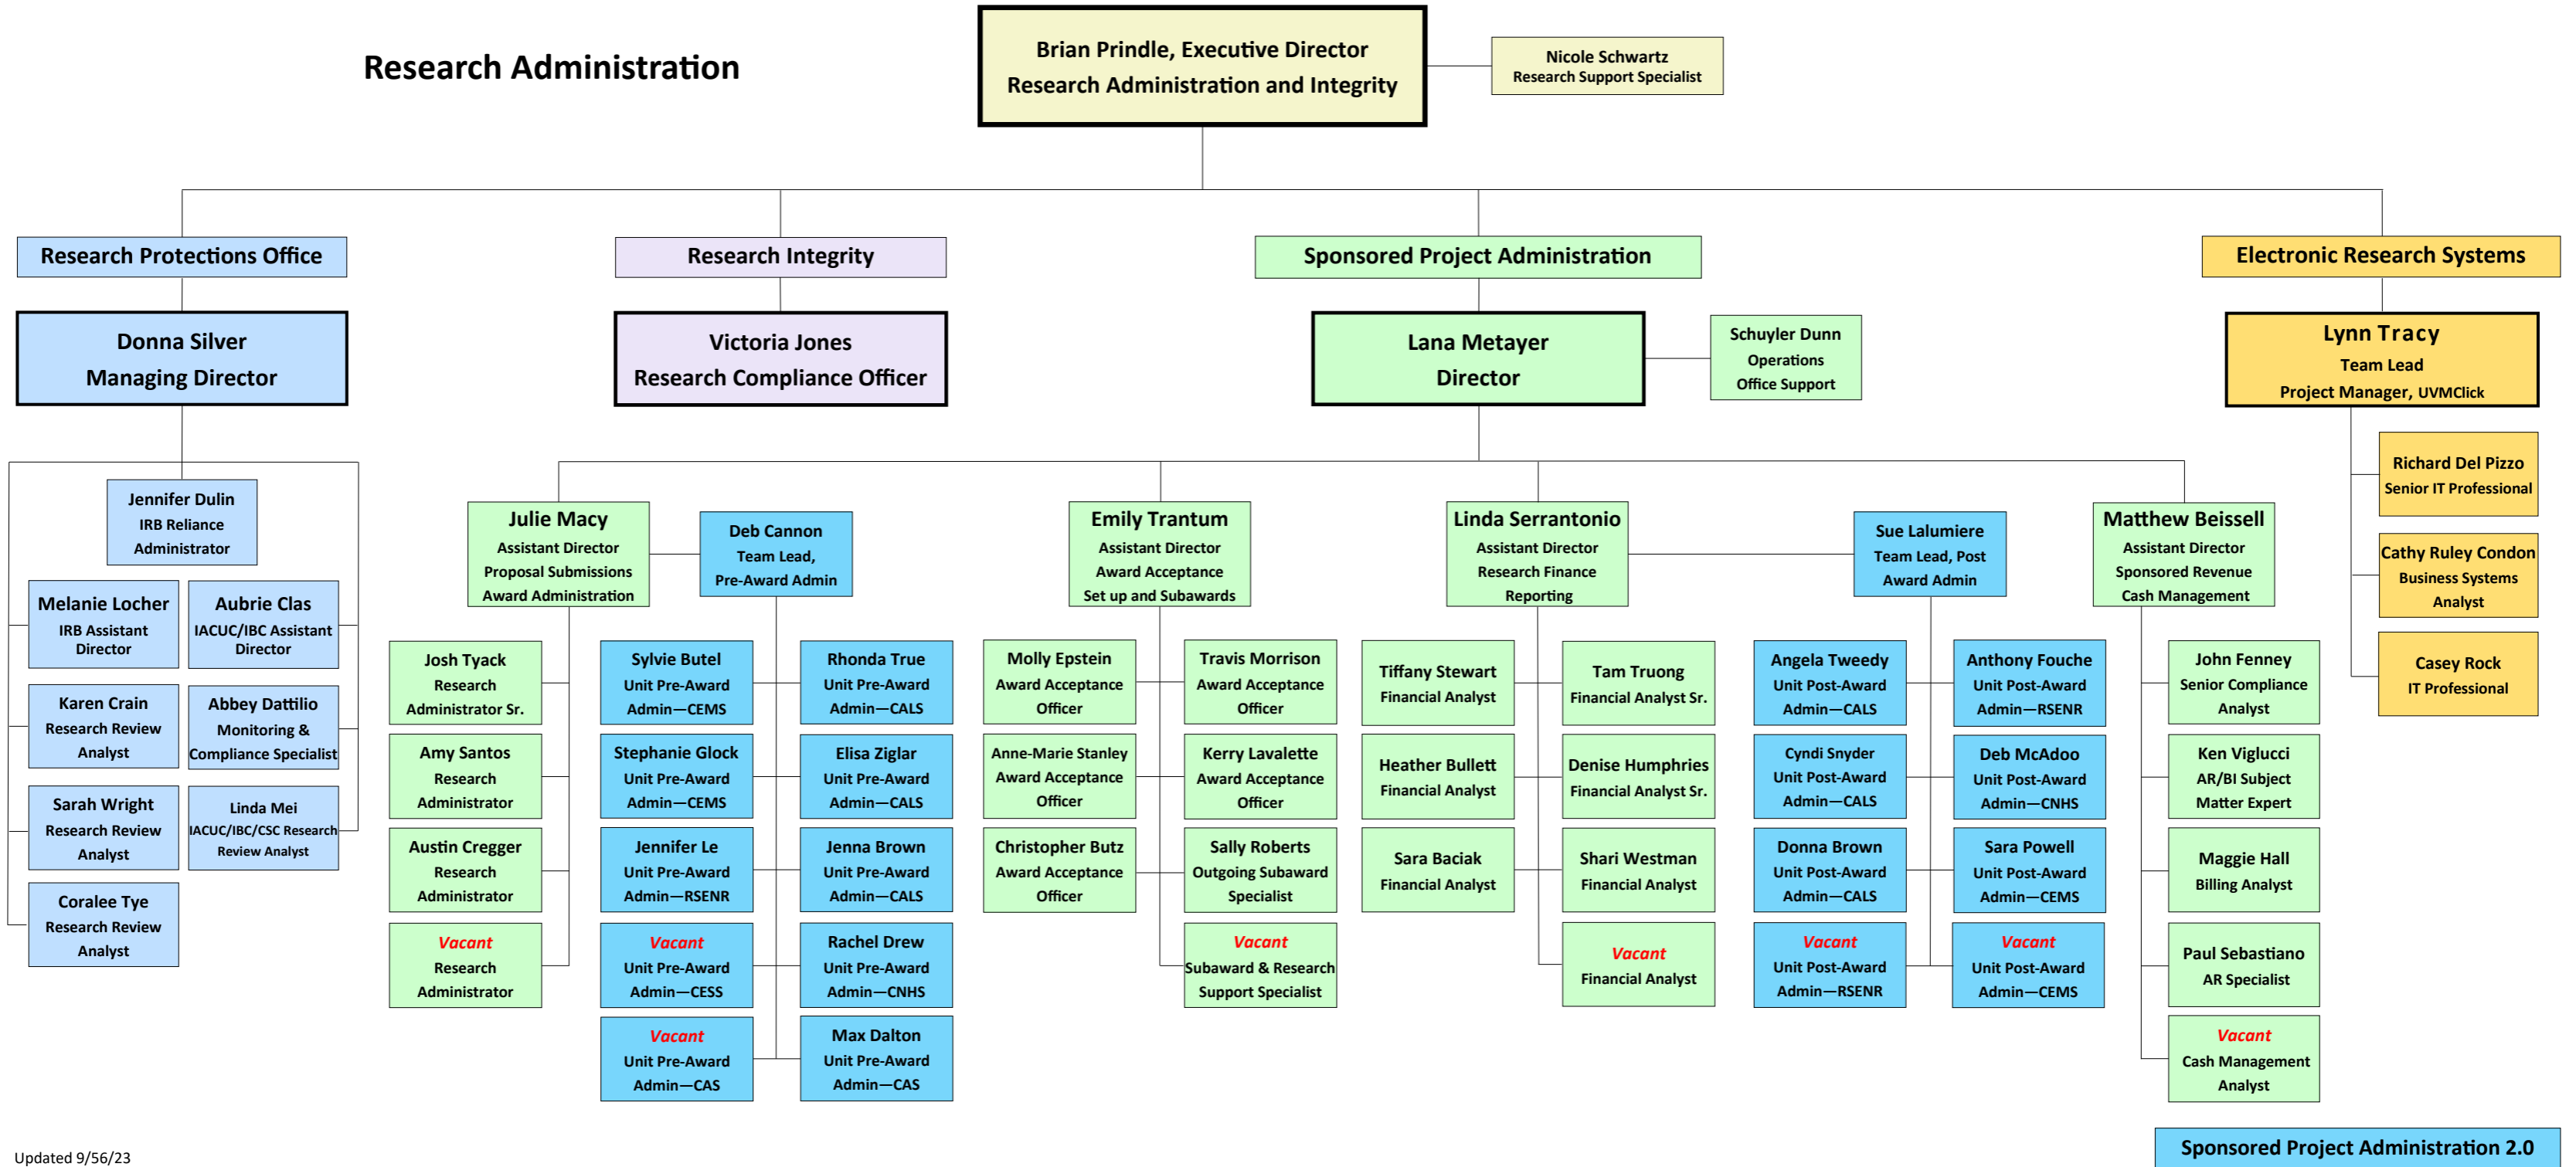 Research Administration
Brian Prindle, Executive Director
Research Administration and Integrity
Nicole Schwartz
Research Support Specialist
Research Protections Office
Research Integrity
Sponsored Project Administration
Electronic Research Systems
Donna Silver
Managing Director
Victoria Jones
Research Compliance Officer
Lana Metayer
Director
Schuyler Dunn
Operations
Office Support
Lynn Tracy
Team Lead
Project Manager, UVMClick
Jennifer Dulin
IRB Reliance
Administrator
Melanie Locher
IRB Assistant
Director
Aubrie Clas
IACUC/IBC Assistant
Director
Karen Crain
Research Review
Analyst
Abbey Dattilio
Monitoring &
Compliance Specialist
Sarah Wright
Research Review
Analyst
Linda Mei
IACUC/IBC/CSC Research
Review Analyst
Coralee Tye
Research Review
Analyst
Julie Macy
Assistant Director
Proposal Submissions
Award Administration
Deb Cannon
Team Lead,
Pre-Award Admin
Josh Tyack
Research
Administrator Sr.
Amy Santos
Research
Administrator
Austin Cregger
Research
Administrator
Vacant
Research
Administrator
Sylvie Butel
Unit Pre-Award
Admin—CEMS
Rhonda True
Unit Pre-Award
Admin—CALS
Stephanie Glock
Unit Pre-Award
Admin—CEMS
Elisa Ziglar
Unit Pre-Award
Admin—CALS
Jennifer Le
Unit Pre-Award
Admin—RSENR
Jenna Brown
Unit Pre-Award
Admin—CALS
Vacant
Unit Pre-Award
Admin—CESS
Rachel Drew
Unit Pre-Award
Admin—CNHS
Vacant
Unit Pre-Award
Admin—CAS
Max Dalton
Unit Pre-Award
Admin—CAS
Emily Trantum
Assistant Director
Award Acceptance
Set up and Subawards
Molly Epstein
Award Acceptance
Officer
Travis Morrison
Award Acceptance
Officer
Anne-Marie Stanley
Award Acceptance
Officer
Kerry Lavalette
Award Acceptance
Officer
Christopher Butz
Award Acceptance
Officer
Sally Roberts
Outgoing Subaward
Specialist
Vacant
Subaward & Research
Support Specialist
Linda Serrantonio
Assistant Director
Research Finance
Reporting
Sue Lalumiere
Team Lead, Post
Award Admin
Tiffany Stewart
Financial Analyst
Tam Truong
Financial Analyst Sr.
Heather Bullett
Financial Analyst
Denise Humphries
Financial Analyst Sr.
Sara Baciak
Financial Analyst
Shari Westman
Financial Analyst
Vacant
Financial Analyst
Angela Tweedy
Unit Post-Award
Admin—CALS
Anthony Fouche
Unit Post-Award
Admin—RSENR
Cyndi Snyder
Unit Post-Award
Admin—CALS
Deb McAdoo
Unit Post-Award
Admin—CNHS
Donna Brown
Unit Post-Award
Admin—CALS
Sara Powell
Unit Post-Award
Admin—CEMS
Vacant
Unit Post-Award
Admin—RSENR
Vacant
Unit Post-Award
Admin—CEMS
Matthew Beissell
Assistant Director
Sponsored Revenue
Cash Management
John Fenney
Senior Compliance
Analyst
Ken Viglucci
AR/BI Subject
Matter Expert
Maggie Hall
Billing Analyst
Paul Sebastiano
AR Specialist
Vacant
Cash Management
Analyst
Richard Del Pizzo
Senior IT Professional
Cathy Ruley Condon
Business Systems
Analyst
Casey Rock
IT Professional
Updated 9/56/23
Sponsored Project Administration 2.0